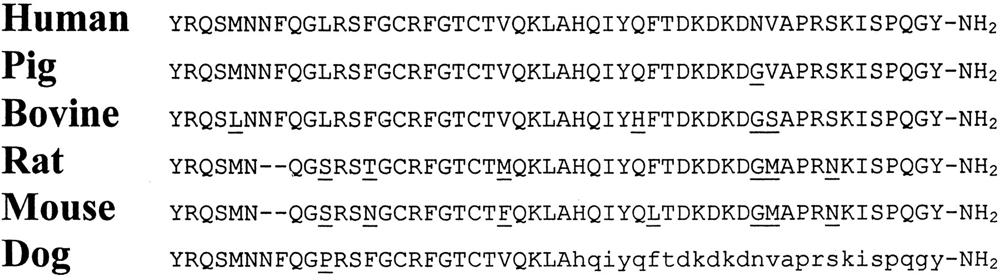 Human YRQSMNNFQGLRSFGCRFGTCTVQKLAHQIYQFTDKDKDNVAPRSKISPQGY-NH₂
Pig YRQSMNNFQGLRSFGCRFGTCTVQKLAHQIYQFTDKDKDGVAPRSKISPQGY-NH₂
Bovine YRQSLNNFQGLRSFGCRFGTCTVQKLAHQIYHFTDKDKDGSAPRSKISPQGY-NH₂
Rat YRQSMN--QGSRSTGCRFGTCTMQKLAHQIYQFTDKDKDGMAPRNKISPQGY-NH₂
Mouse YRQSMN--QGSRSNGCRFGTCTFQKLAHQIYQLTDKDKDGMAPRNKISPQGY-NH₂
Dog YRQSMNNFQGPRSFGCRFGTCTVQKLAhqiyqftdkdkdnvaprskispqgy-NH₂